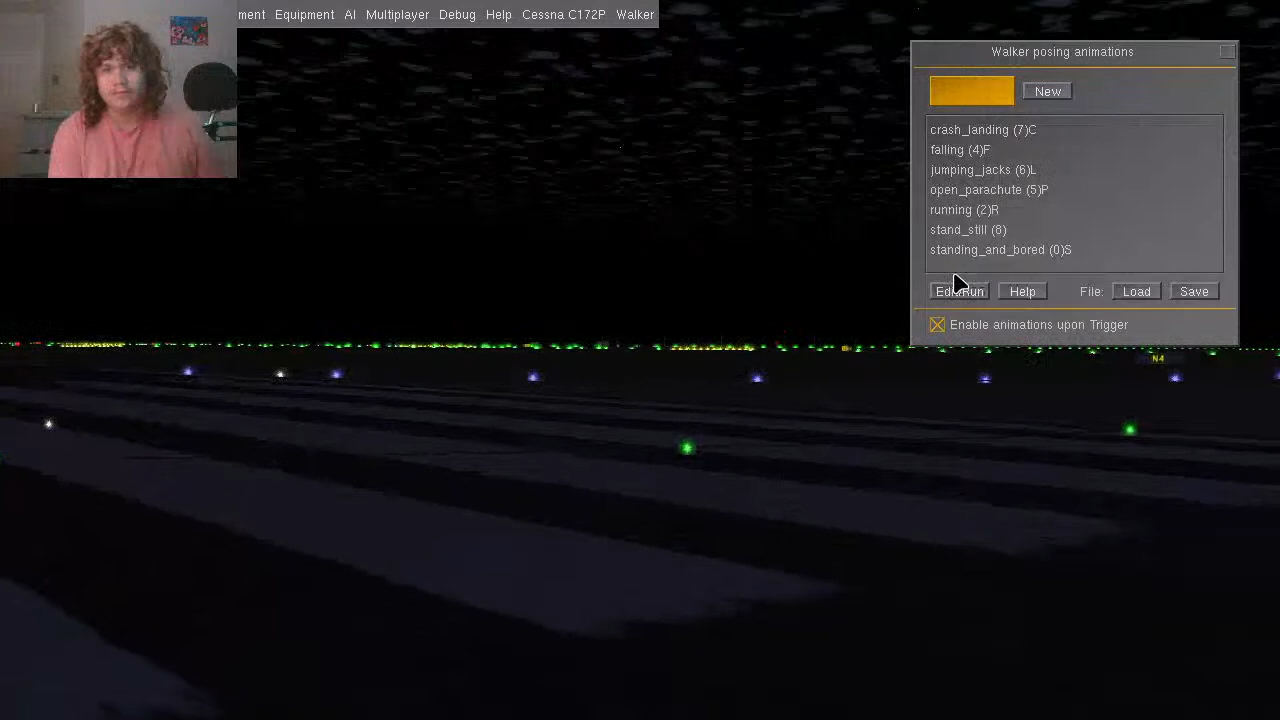 ment Equipment AI Multiplayer Debug Help Cessna C172P Walker
Walker posing animations
New
crash_landing (7)C
falling (4)F
jumping_jacks (6)L
open_parachute (5)P
running (2)R
stand_still (8)
standing_and_bored (0)S
Edit/Run Help File: Load Save
Enable animations upon Trigger
N4